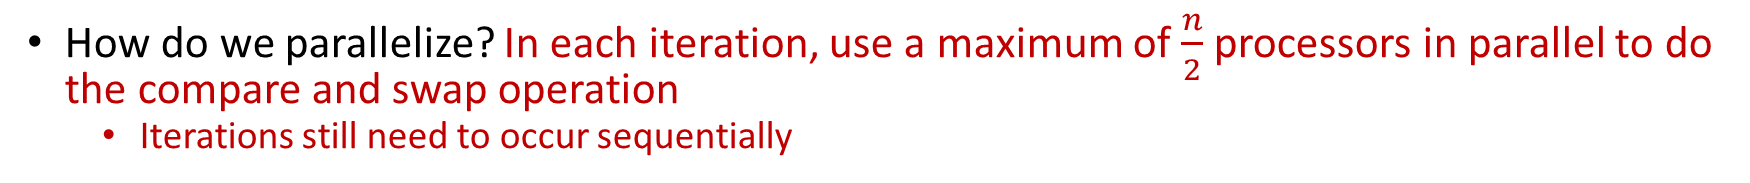 • How do we parallelize? In each iteration, use a maximum of n/2 processors in parallel to do
the compare and swap operation
• Iterations still need to occur sequentially